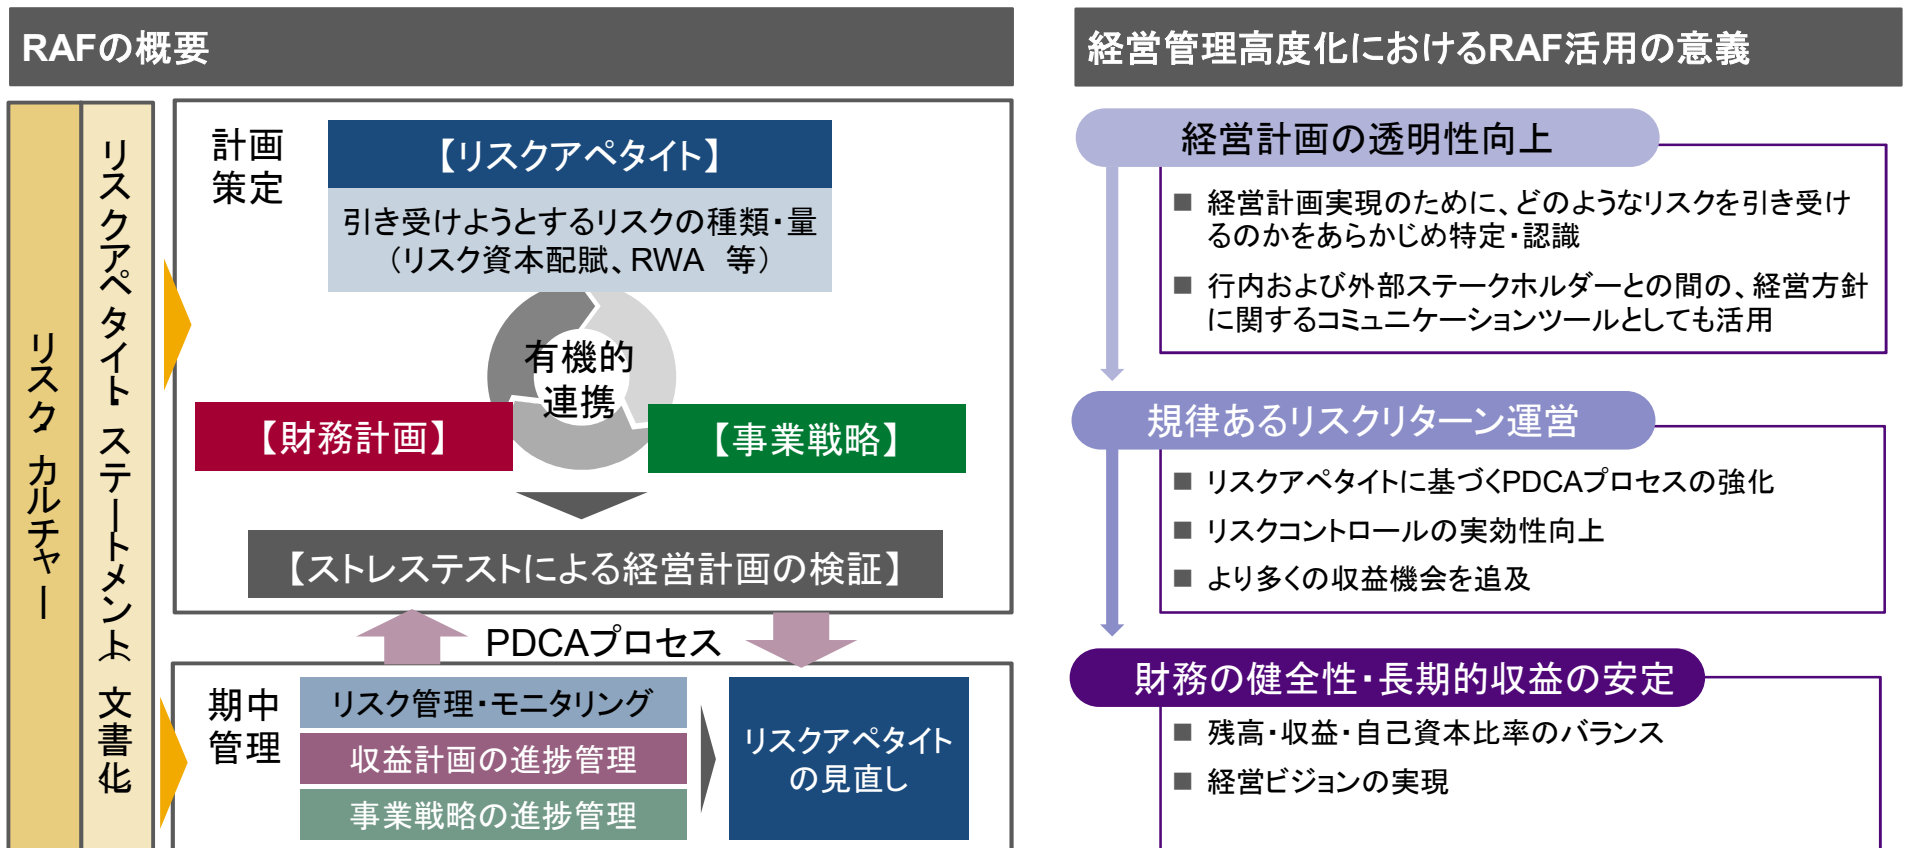 RAFの概要
リスク カルチャー
リスクアペタイト ステートメント（文書化）
計画
策定
【リスクアペタイト】
引き受けようとするリスクの種類・量
（リスク資本配賦、RWA 等）
有機的
連携
【財務計画】
【事業戦略】
【ストレステストによる経営計画の検証】
PDCAプロセス
期中
管理
リスク管理・モニタリング
収益計画の進捗管理
事業戦略の進捗管理
リスクアペタイト
の見直し
経営管理高度化におけるRAF活用の意義
経営計画の透明性向上
■ 経営計画実現のために、どのようなリスクを引き受け
るのかをあらかじめ特定・認識
■ 行内および外部ステークホルダーとの間の、経営方針
に関するコミュニケーションツールとしても活用
規律あるリスクリターン運営
■ リスクアペタイトに基づくPDCAプロセスの強化
■ リスクコントロールの実効性向上
■ より多くの収益機会を追及
財務の健全性・長期的収益の安定
■ 残高・収益・自己資本比率のバランス
■ 経営ビジョンの実現